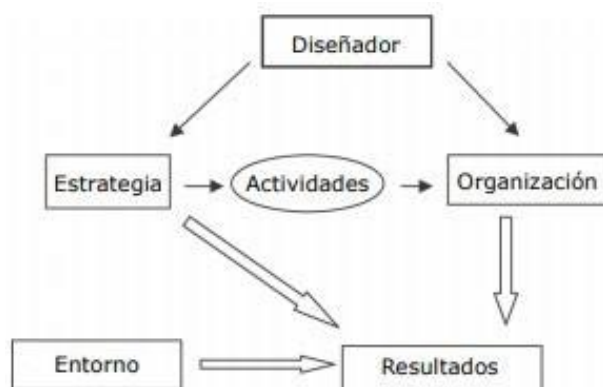 Diseñador
Estrategia
Actividades
Organización
Entorno
Resultados